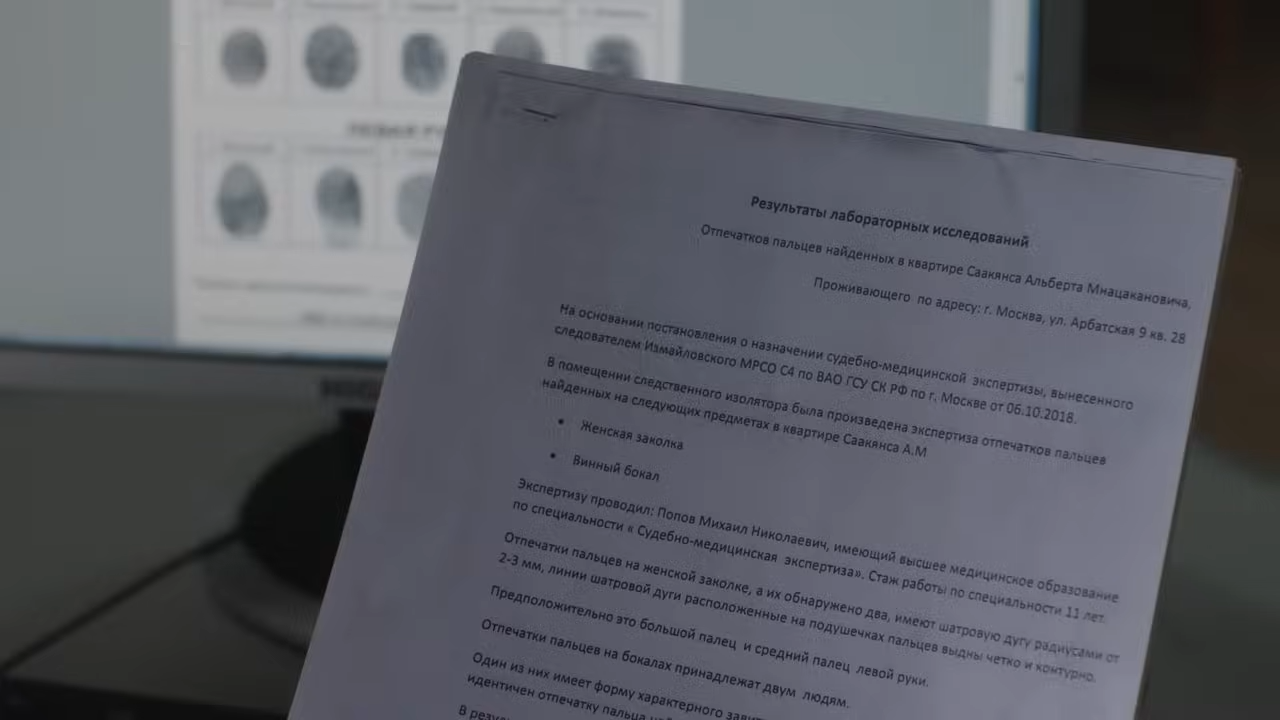 ЛЕВАЯ РУ
Результаты лабораторных исследований
Отпечатков пальцев найденных в квартире Саакянса Альберта Мнацакановича,
Проживающего по адресу: г. Москва, ул. Арбатская 9 кв. 28
На основании постановления о назначении судебно-медицинской экспертизы, вынесенного
следователем Измайловского МРСО С4 по ВАО ГСУ СК РФ по г. Москве от 06.10.2018.
В помещении следственного изолятора была произведена экспертиза отпечатков пальцев
найденных на следующих предметах в квартире Саакянса А.М
• Женская заколка
• Винный бокал
Экспертизу проводил: Попов Михаил Николаевич, имеющий высшее медицинское образование
по специальности « Судебно-медицинская экспертиза». Стаж работы по специальности 11 лет.
Отпечатки пальцев на женской заколке, а их обнаружено два, имеют шатровую дугу радиусами от
2-3 мм, линии шатровой дуги расположенные на подушечках пальцев выдны четко и контурно.
Предположительно это большой палец и средний палец левой руки.
Отпечатки пальцев на бокалах принадлежат двум людям.
Один из них имеет форму характерного
идентичен отпечатку пальца
В